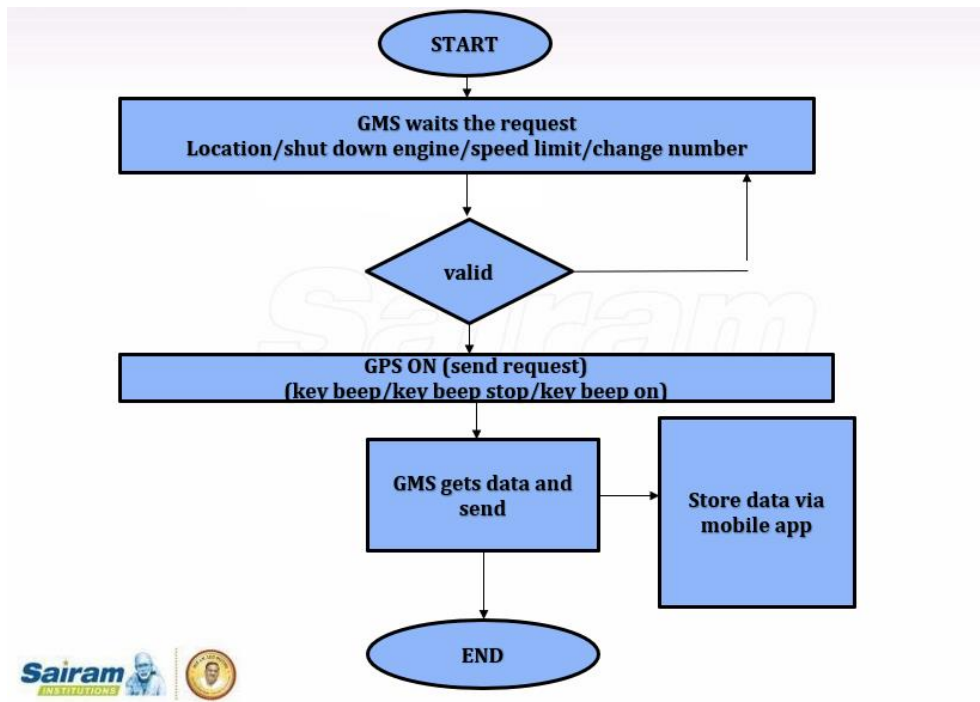 START
GMS waits the request
Location/shut down engine/speed limit/change number
valid
Sairam
GPS ON (send request)
(key beep/key beep stop/key beep on)
GMS gets data and
send
Store data via
mobile app
END
Sairam
INSTITUTIONS